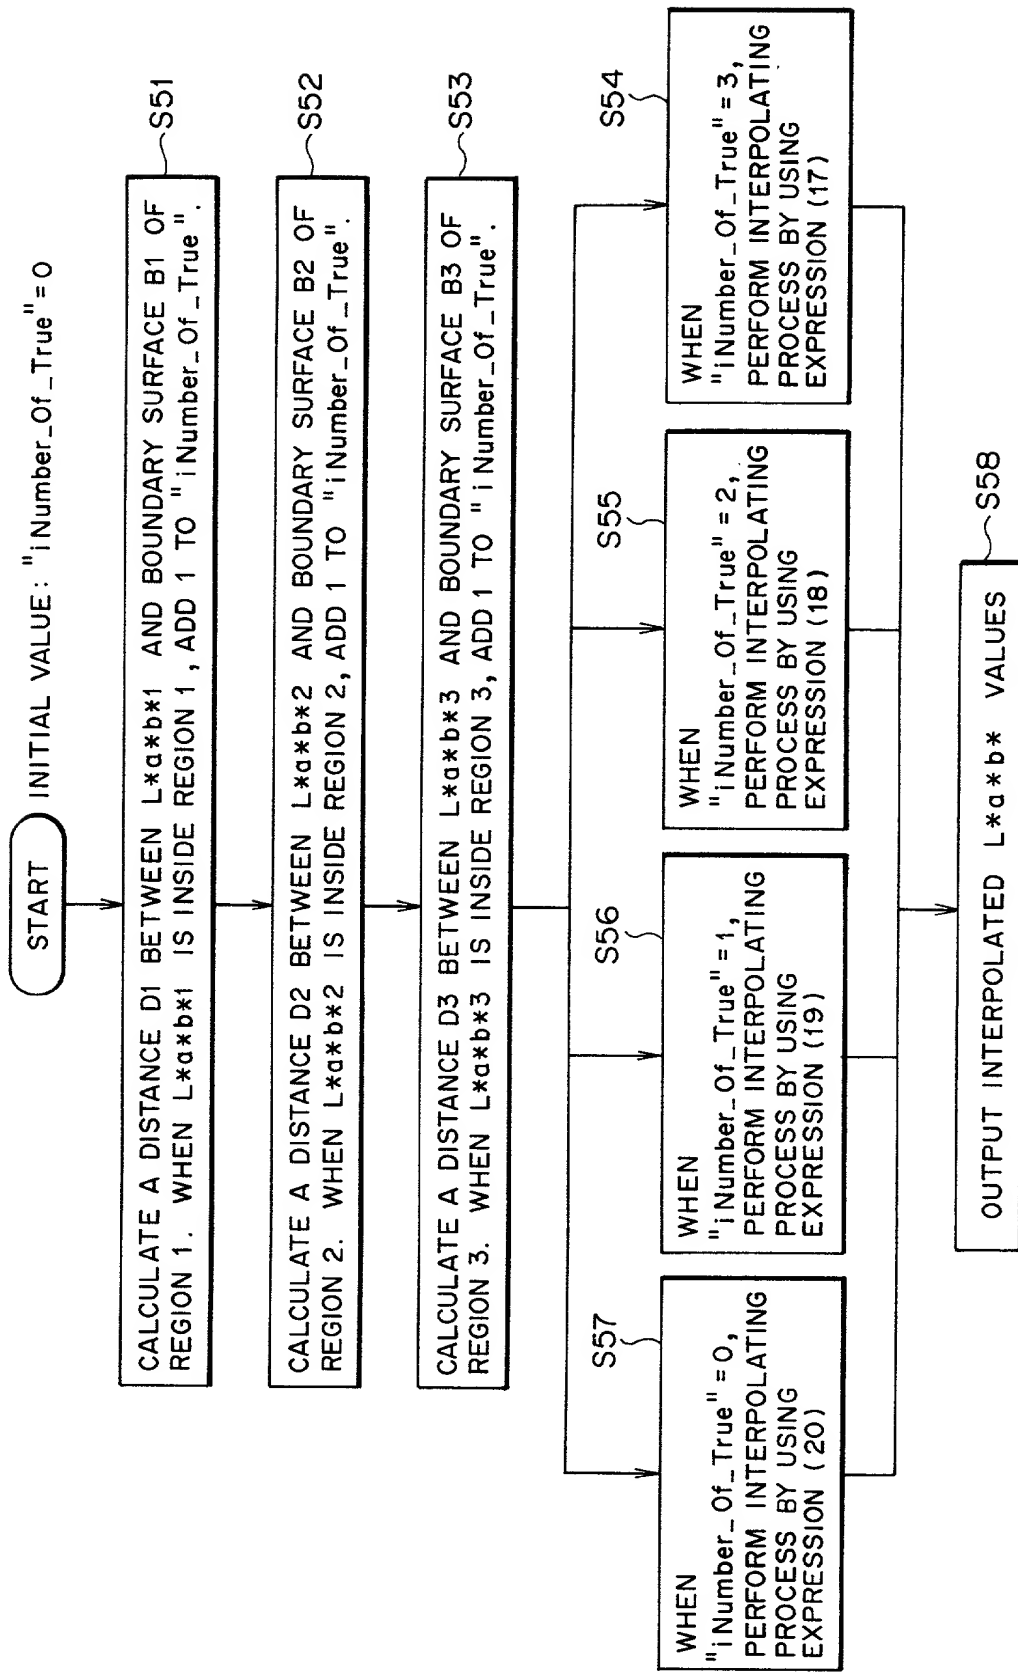 START
INITIAL VALUE: "iNumber_Of_True"=0
CALCULATE A DISTANCE D1 BETWEEN L*a*b*1 AND BOUNDARY SURFACE B1 OF
REGION 1. WHEN L*a*b*1 IS INSIDE REGION 1, ADD 1 TO "iNumber_Of_True".
S51
CALCULATE A DISTANCE D2 BETWEEN L*a*b*2 AND BOUNDARY SURFACE B2 OF
REGION 2. WHEN L*a*b*2 IS INSIDE REGION 2, ADD 1 TO "iNumber_Of_True".
S52
CALCULATE A DISTANCE D3 BETWEEN L*a*b*3 AND BOUNDARY SURFACE B3 OF
REGION 3. WHEN L*a*b*3 IS INSIDE REGION 3, ADD 1 TO "iNumber_Of_True".
S53
S57
WHEN
"iNumber_Of_True"=0,
PERFORM INTERPOLATING
PROCESS BY USING
EXPRESSION (20)
S56
WHEN
"iNumber_Of_True"=1,
PERFORM INTERPOLATING
PROCESS BY USING
EXPRESSION (19)
S55
WHEN
"iNumber_Of_True"=2,
PERFORM INTERPOLATING
PROCESS BY USING
EXPRESSION (18)
S54
WHEN
"iNumber_Of_True"=3,
PERFORM INTERPOLATING
PROCESS BY USING
EXPRESSION (17)
OUTPUT INTERPOLATED L*a*b* VALUES
S58